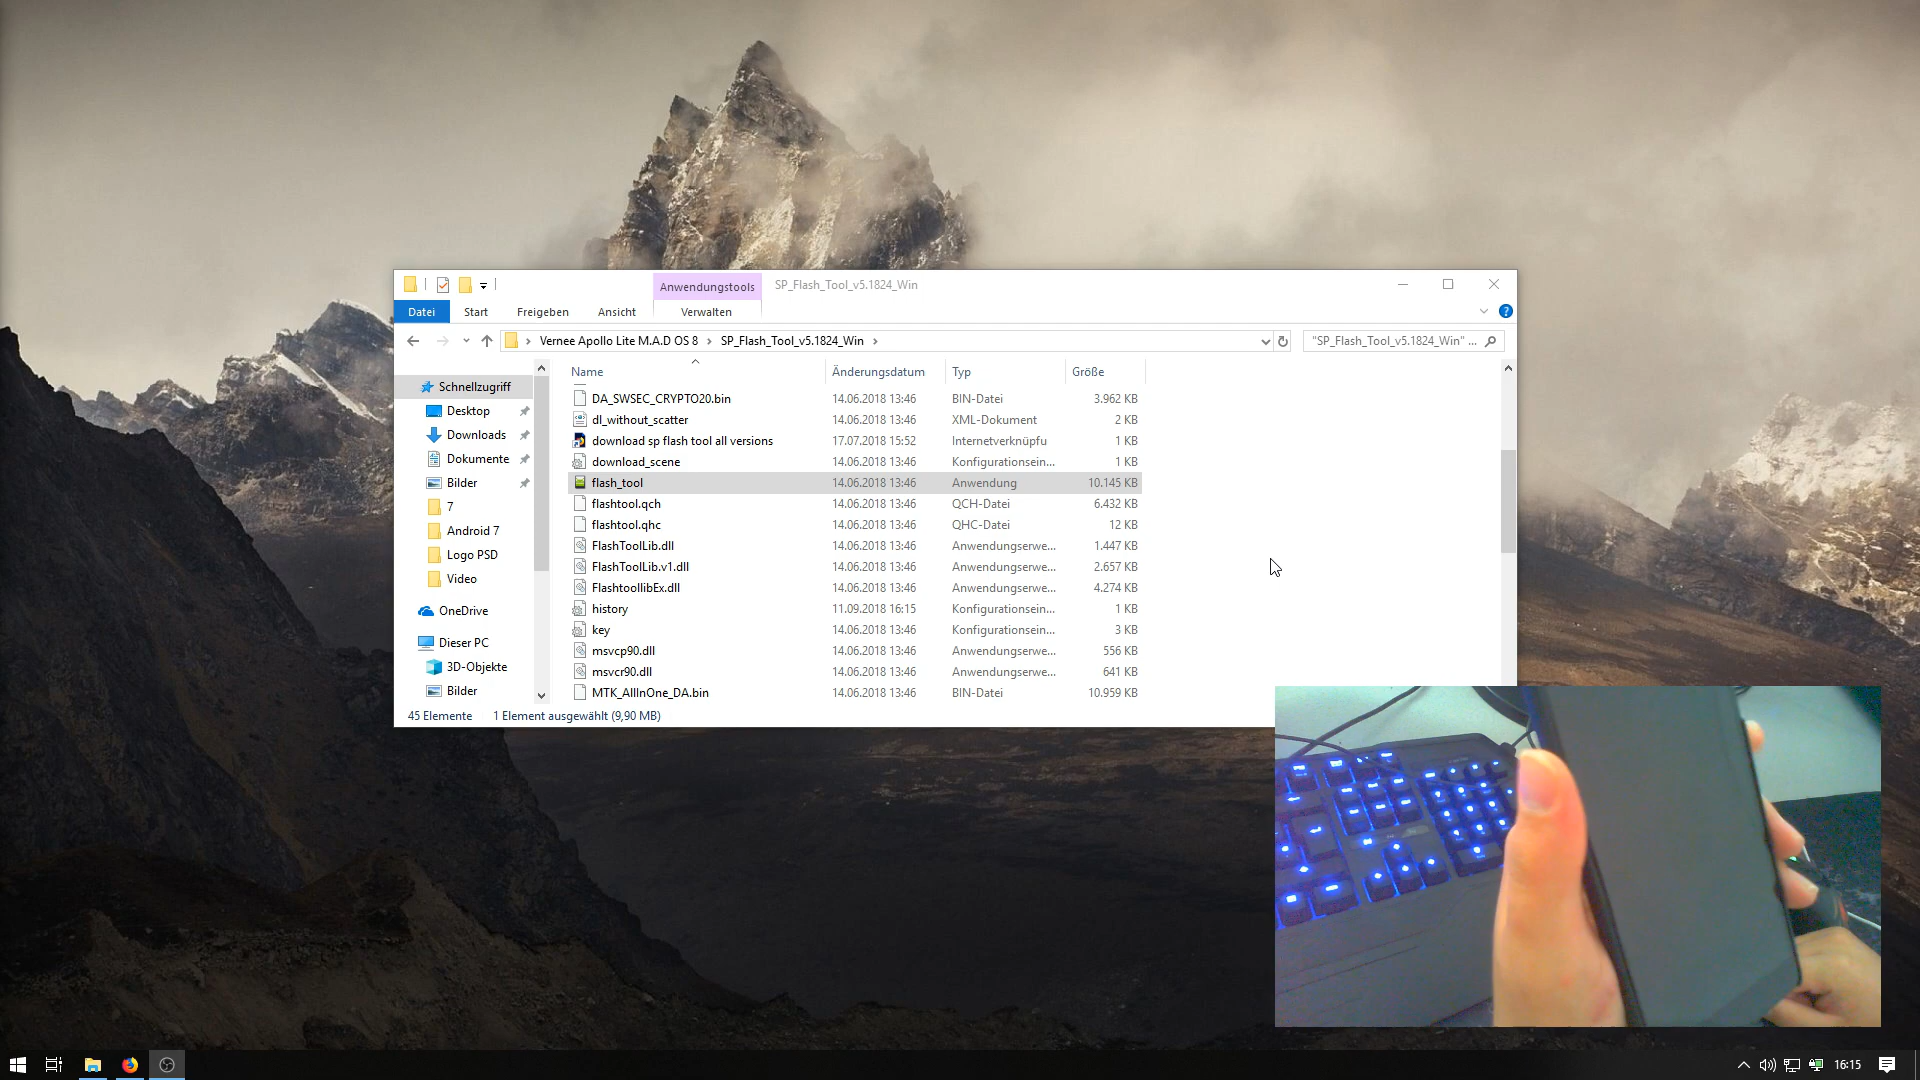 Anwendungstools
SP_Flash_Tool_v5.1824_Win
Datei Start Freigeben Ansicht Verwalten
Vernee Apollo Lite M.A.D OS 8 SP_Flash_Tool_v5.1824_Win
"SP_Flash_Tool_v5.1824_Win" ...
Schnellzugriff
Desktop
Downloads
Dokumente
Bilder
7
Android 7
Logo PSD
Video
OneDrive
Dieser PC
3D-Objekte
Bilder
Name Änderungsdatum Typ Größe
DA_SWSEC_CRYPTO20.bin 14.06.2018 13:46 BIN-Datei 3.962 KB
dl_without_scatter 14.06.2018 13:46 XML-Dokument 2 KB
download sp flash tool all versions 17.07.2018 15:52 Internetverknüpfu 1 KB
download_scene 14.06.2018 13:46 Konfigurationsein... 1 KB
flash_tool 14.06.2018 13:46 Anwendung 10.145 KB
flashtool.qch 14.06.2018 13:46 QCH-Datei 6.432 KB
flashtool.qhc 14.06.2018 13:46 QHC-Datei 12 KB
FlashToolLib.dll 14.06.2018 13:46 Anwendungserwe... 1.447 KB
FlashToolLib.v1.dll 14.06.2018 13:46 Anwendungserwe... 2.657 KB
FlashtoollibEx.dll 14.06.2018 13:46 Anwendungserwe... 4.274 KB
history 11.09.2018 16:15 Konfigurationsein... 1 KB
key 14.06.2018 13:46 Konfigurationsein... 3 KB
msvcp90.dll 14.06.2018 13:46 Anwendungserwe... 556 KB
msvcr90.dll 14.06.2018 13:46 Anwendungserwe... 641 KB
MTK_AllInOne_DA.bin 14.06.2018 13:46 BIN-Datei 10.959 KB
45 Elemente 1 Element ausgewählt (9,90 MB)
16:15